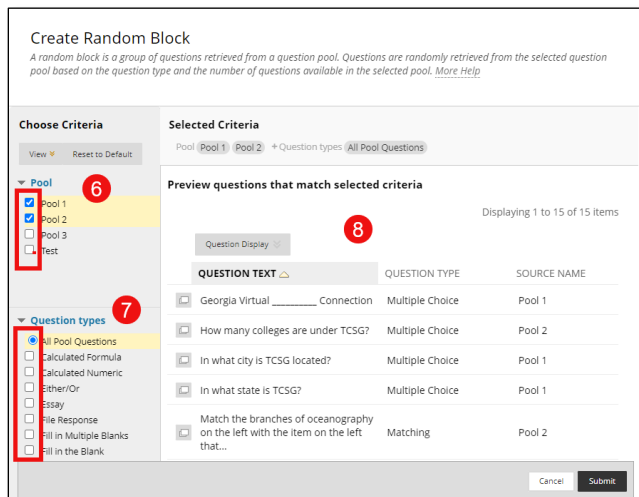 Create Random Block
A random block is a group of questions retrieved from a question pool. Questions are randomly retrieved from the selected question
pool based on the question type and the number of questions available in the selected pool. More Help
Choose Criteria
View Reset to Default
Pool
6
Pool 1
Pool 2
Pool 3
Test
7
Question types
All Pool Questions
Calculated Formula
Calculated Numeric
Either/Or
Essay
File Response
Fill in Multiple Blanks
Fill in the Blank
Selected Criteria
Pool Pool 1 Pool 2 + Question types All Pool Questions
Preview questions that match selected criteria
8
Displaying 1 to 15 of 15 items
Question Display
QUESTION TEXT QUESTION TYPE SOURCE NAME
Georgia Virtual __________ Connection Multiple Choice Pool 1
How many colleges are under TCSG? Multiple Choice Pool 2
In what city is TCSG located? Multiple Choice Pool 1
In what state is TCSG? Multiple Choice Pool 1
Match the branches of oceanography
on the left with the item on the left Matching Pool 2
that...
Cancel Submit